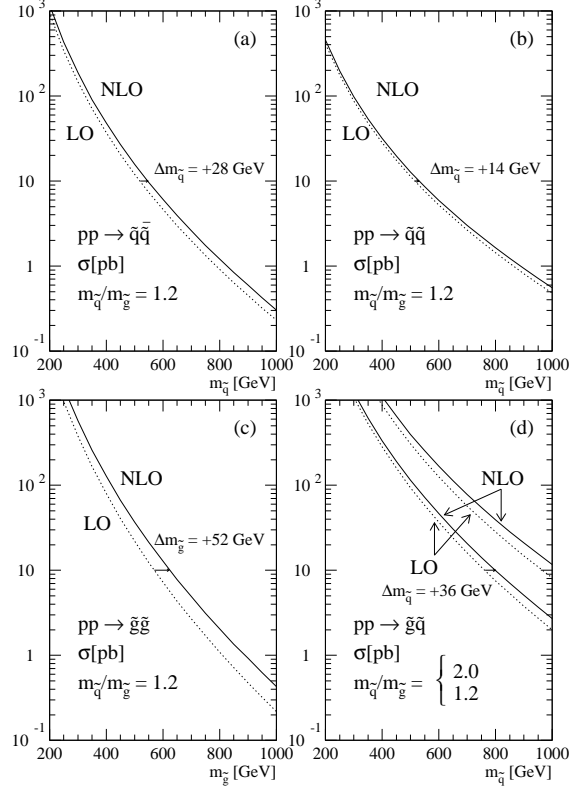 (a)
10³
10²
10
1
10⁻¹
NLO
LO
Δm_q̃ = +28 GeV
pp → q̃q̃̄
σ[pb]
m_q̃/m_g̃ = 1.2
200 400 600 800 1000
m_q̃ [GeV]
(b)
10³
10²
10
1
10⁻¹
NLO
LO
Δm_q̃ = +14 GeV
pp → q̃q̃
σ[pb]
m_q̃/m_g̃ = 1.2
200 400 600 800 1000
m_q̃ [GeV]
(c)
10³
10²
10
1
10⁻¹
NLO
LO
Δm_g̃ = +52 GeV
pp → g̃g̃
σ[pb]
m_q̃/m_g̃ = 1.2
200 400 600 800 1000
m_g̃ [GeV]
(d)
10³
10²
10
1
10⁻¹
NLO
LO
Δm_q̃ = +36 GeV
pp → g̃q̃
σ[pb]
m_q̃/m_g̃ = { 2.0
1.2
200 400 600 800 1000
m_q̃ [GeV]